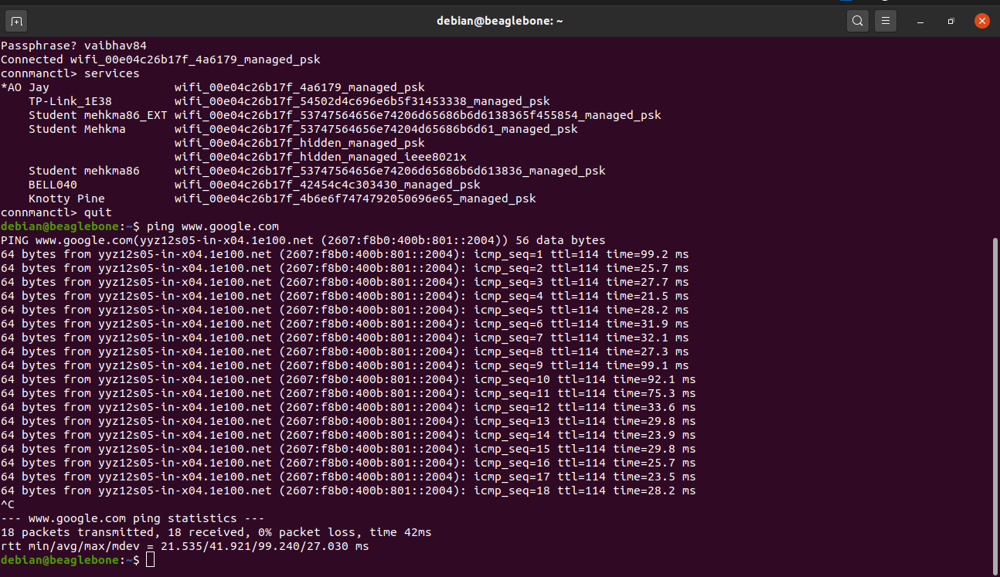 debian@beaglebone: ~
Passphrase? vaibhav84
Connected wifi_00e04c26b17f_4a6179_managed_psk
connmanctl> services
*AO Jay                     wifi_00e04c26b17f_4a6179_managed_psk
    TP-Link_1E38         wifi_00e04c26b17f_54502d4c696e6b5f31453338_managed_psk
    Student mehkma86_EXT wifi_00e04c26b17f_53747564656e74206d65686b6d6138365f455854_managed_psk
    Student Mehkma       wifi_00e04c26b17f_53747564656e74204d65686b6d61_managed_psk
                         wifi_00e04c26b17f_hidden_managed_psk
                         wifi_00e04c26b17f_hidden_managed_ieee8021x
    Student mehkma86     wifi_00e04c26b17f_53747564656e74206d65686b6d613836_managed_psk
    BELL040              wifi_00e04c26b17f_42454c4c303430_managed_psk
    Knotty Pine          wifi_00e04c26b17f_4b6e6f7474792050696e65_managed_psk
connmanctl> quit
debian@beaglebone:~$ ping www.google.com
PING www.google.com(yyz12s05-in-x04.1e100.net (2607:f8b0:400b:801::2004)) 56 data bytes
64 bytes from yyz12s05-in-x04.1e100.net (2607:f8b0:400b:801::2004): icmp_seq=1 ttl=114 time=99.2 ms
64 bytes from yyz12s05-in-x04.1e100.net (2607:f8b0:400b:801::2004): icmp_seq=2 ttl=114 time=25.7 ms
64 bytes from yyz12s05-in-x04.1e100.net (2607:f8b0:400b:801::2004): icmp_seq=3 ttl=114 time=27.7 ms
64 bytes from yyz12s05-in-x04.1e100.net (2607:f8b0:400b:801::2004): icmp_seq=4 ttl=114 time=21.5 ms
64 bytes from yyz12s05-in-x04.1e100.net (2607:f8b0:400b:801::2004): icmp_seq=5 ttl=114 time=28.2 ms
64 bytes from yyz12s05-in-x04.1e100.net (2607:f8b0:400b:801::2004): icmp_seq=6 ttl=114 time=31.9 ms
64 bytes from yyz12s05-in-x04.1e100.net (2607:f8b0:400b:801::2004): icmp_seq=7 ttl=114 time=32.1 ms
64 bytes from yyz12s05-in-x04.1e100.net (2607:f8b0:400b:801::2004): icmp_seq=8 ttl=114 time=27.3 ms
64 bytes from yyz12s05-in-x04.1e100.net (2607:f8b0:400b:801::2004): icmp_seq=9 ttl=114 time=99.1 ms
64 bytes from yyz12s05-in-x04.1e100.net (2607:f8b0:400b:801::2004): icmp_seq=10 ttl=114 time=92.1 ms
64 bytes from yyz12s05-in-x04.1e100.net (2607:f8b0:400b:801::2004): icmp_seq=11 ttl=114 time=75.3 ms
64 bytes from yyz12s05-in-x04.1e100.net (2607:f8b0:400b:801::2004): icmp_seq=12 ttl=114 time=33.6 ms
64 bytes from yyz12s05-in-x04.1e100.net (2607:f8b0:400b:801::2004): icmp_seq=13 ttl=114 time=29.8 ms
64 bytes from yyz12s05-in-x04.1e100.net (2607:f8b0:400b:801::2004): icmp_seq=14 ttl=114 time=23.9 ms
64 bytes from yyz12s05-in-x04.1e100.net (2607:f8b0:400b:801::2004): icmp_seq=15 ttl=114 time=29.8 ms
64 bytes from yyz12s05-in-x04.1e100.net (2607:f8b0:400b:801::2004): icmp_seq=16 ttl=114 time=25.7 ms
64 bytes from yyz12s05-in-x04.1e100.net (2607:f8b0:400b:801::2004): icmp_seq=17 ttl=114 time=23.5 ms
64 bytes from yyz12s05-in-x04.1e100.net (2607:f8b0:400b:801::2004): icmp_seq=18 ttl=114 time=28.2 ms
^C
--- www.google.com ping statistics ---
18 packets transmitted, 18 received, 0% packet loss, time 42ms
rtt min/avg/max/mdev = 21.535/41.921/99.240/27.030 ms
debian@beaglebone:~$